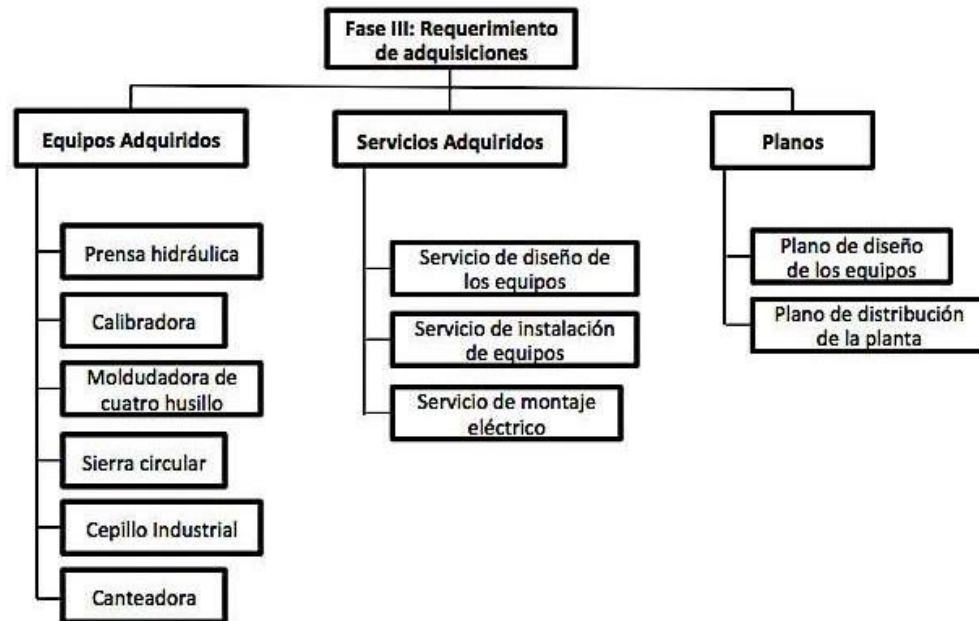 Fase III: Requerimiento
de adquisiciones
Equipos Adquiridos
Prensa hidráulica
Calibradora
Moldudadora de
cuatro husillo
Sierra circular
Cepillo Industrial
Canteadora
Servicios Adquiridos
Servicio de diseño de
los equipos
Servicio de instalación
de equipos
Servicio de montaje
eléctrico
Planos
Plano de diseño
de los equipos
Plano de distribución
de la planta